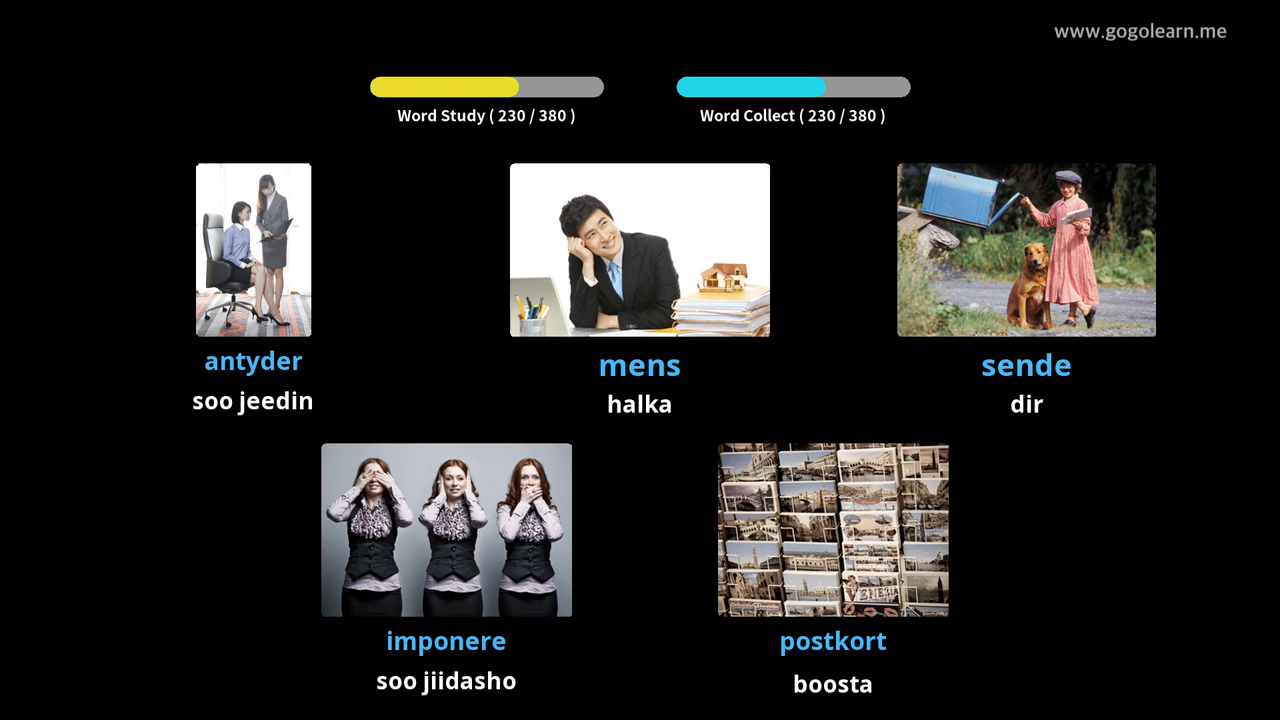 www.gogolearn.me
Word Study ( 230 / 380 )
Word Collect ( 230 / 380 )
antyder
soo jeedin
mens
halka
sende
dir
imponere
soo jiidasho
postkort
boosta